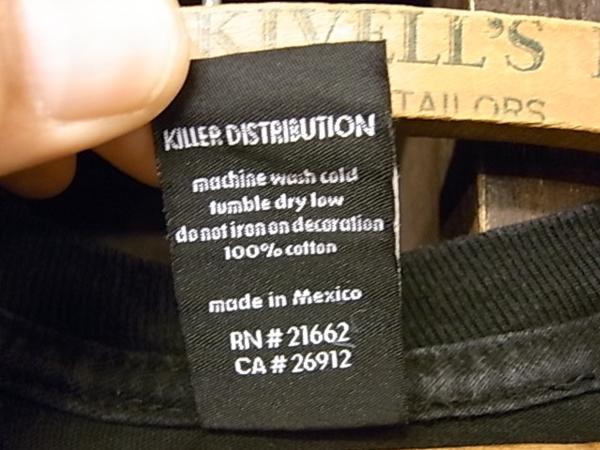 KIVELL'S
TAILORS
KILLER DISTRIBUTION
machine wash cold
tumble dry low
do not iron on decoration
100% cotton
made in Mexico
RN # 21662
CA # 26912